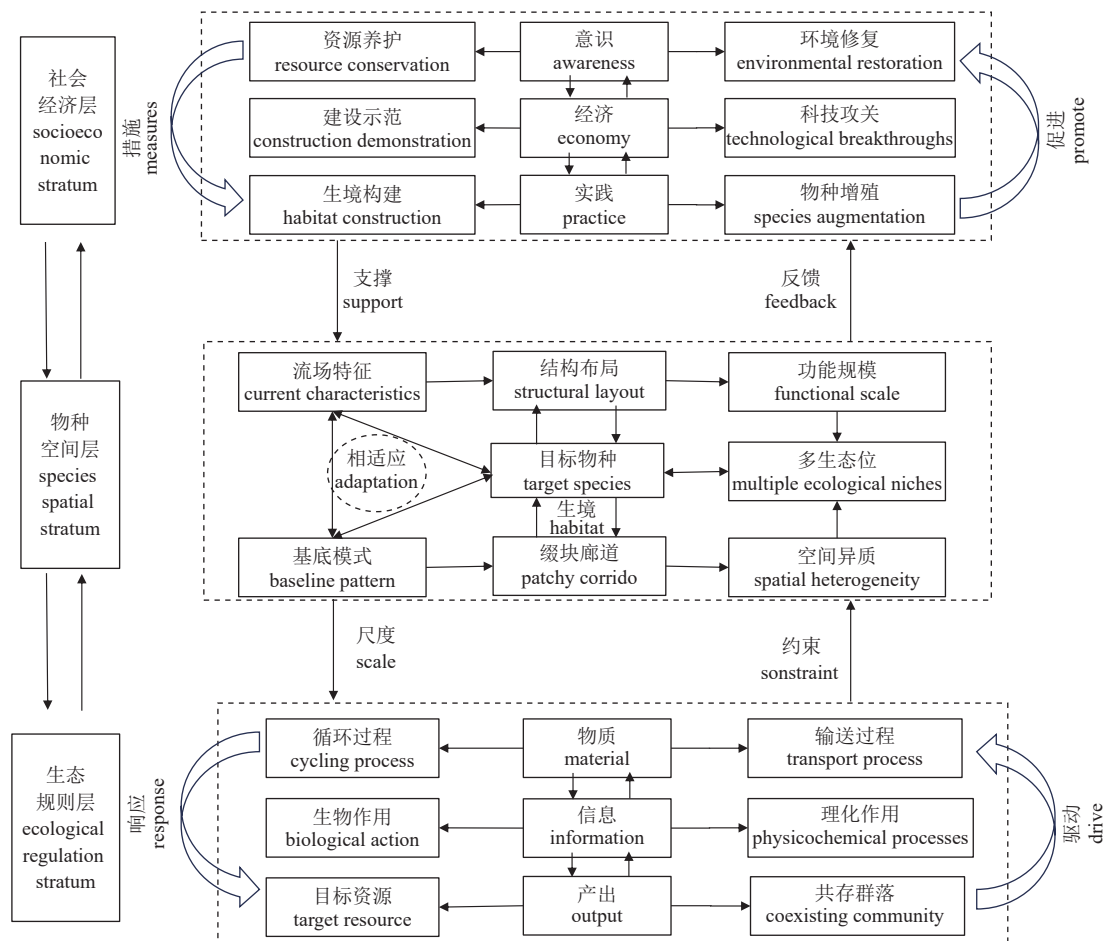 社会
经济层
socioeco
nomic
stratum
措施
measures
资源养护
resource conservation
意识
awareness
环境修复
environmental restoration
建设示范
construction demonstration
经济
economy
科技攻关
technological breakthroughs
生境构建
habitat construction
实践
practice
物种增殖
species augmentation
促进
promote
支撑
support
反馈
feedback
物种
空间层
species
spatial
stratum
流场特征
current characteristics
结构布局
structural layout
功能规模
functional scale
相适应
adaptation
目标物种
target species
多生态位
multiple ecological niches
生境
habitat
基底模式
baseline pattern
缀块廊道
patchy corrido
空间异质
spatial heterogeneity
尺度
scale
约束
sonstraint
生态
规则层
ecological
regulation
stratum
响应
response
循环过程
cycling process
物质
material
输送过程
transport process
生物作用
biological action
信息
information
理化作用
physicochemical processes
目标资源
target resource
产出
output
共存群落
coexisting community
驱动
drive